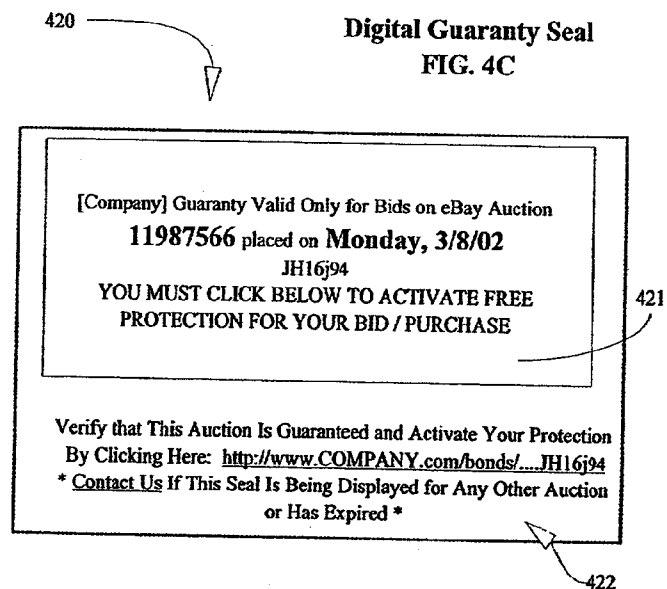 420
Digital Guaranty Seal
FIG. 4C
[Company] Guaranty Valid Only for Bids on eBay Auction
11987566 placed on Monday, 3/8/02
JH16j94
YOU MUST CLICK BELOW TO ACTIVATE FREE
PROTECTION FOR YOUR BID / PURCHASE
421
Verify that This Auction Is Guaranteed and Activate Your Protection
By Clicking Here: http://www.COMPANY.com/bonds/....JH16j94
* Contact Us If This Seal Is Being Displayed for Any Other Auction
or Has Expired *
422